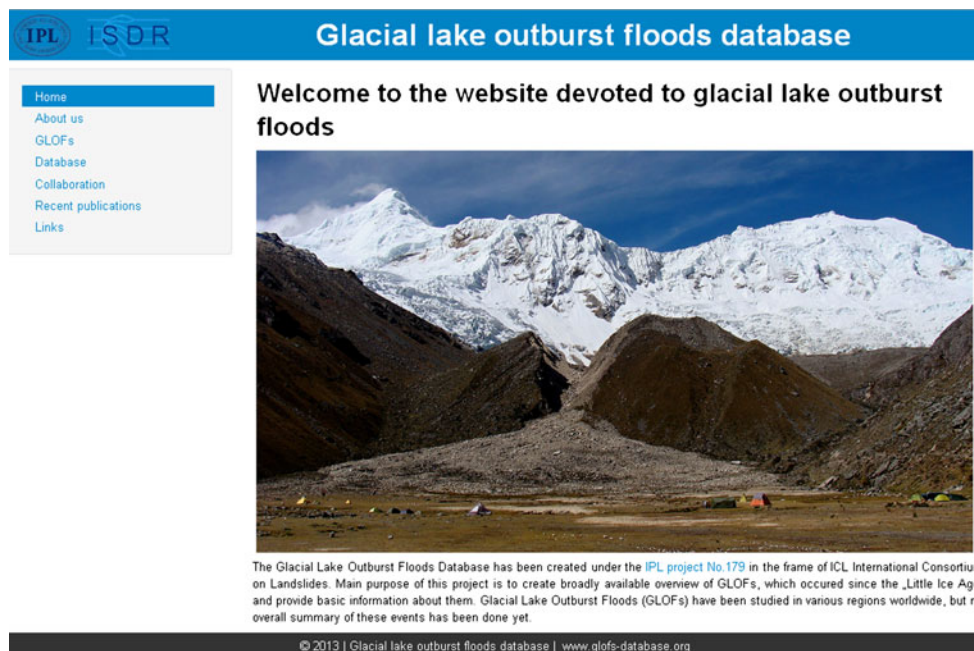 IPL ISDR Glacial lake outburst floods database
Home
About us
GLOFs
Database
Collaboration
Recent publications
Links
Welcome to the website devoted to glacial lake outburst
floods
The Glacial Lake Outburst Floods Database has been created under the IPL project No.179 in the frame of ICL International Consortiu
on Landslides. Main purpose of this project is to create broadly available overview of GLOFs, which occured since the „Little Ice Ag
and provide basic information about them. Glacial Lake Outburst Floods (GLOFs) have been studied in various regions worldwide, but
overall summary of these events has been done yet.
© 2013 | Glacial lake outburst floods database | www.glofs-database.org